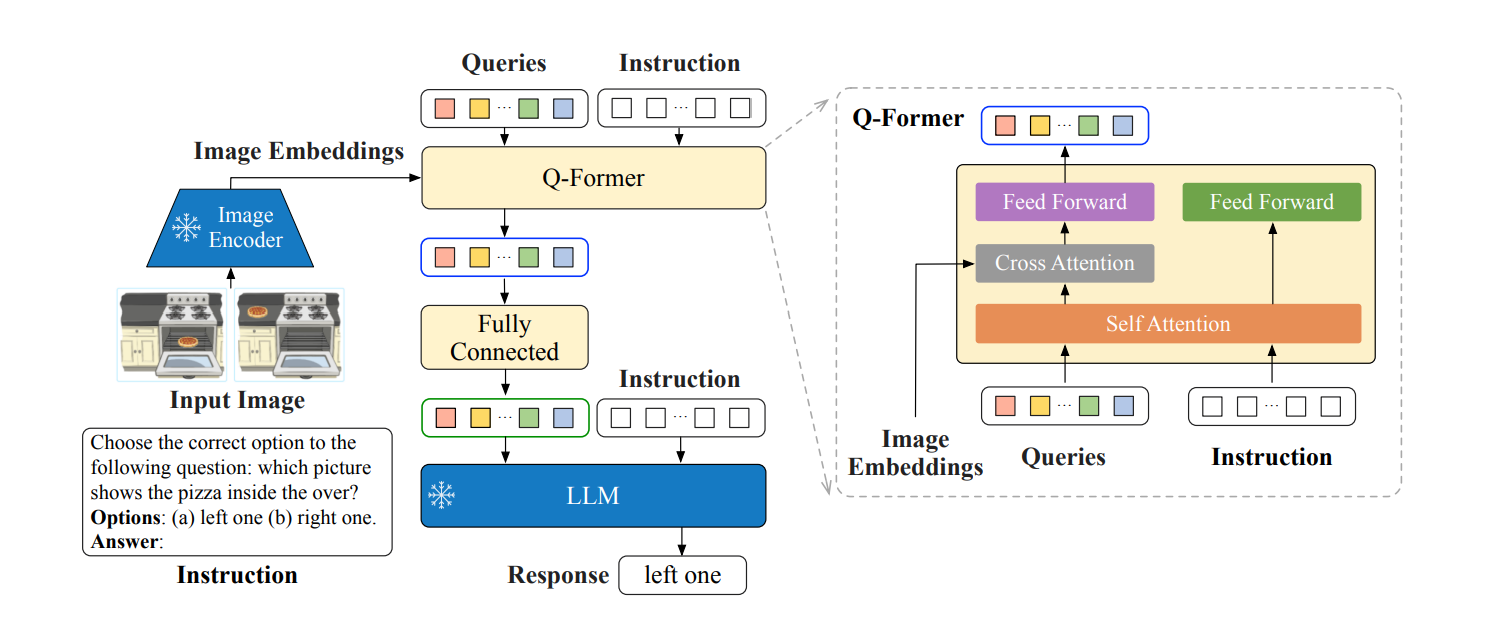 Queries
Instruction
Image Embeddings
Q-Former
Image
Encoder
Fully
Connected
Input Image
Instruction
Choose the correct option to the
following question: which picture
shows the pizza inside the over?
Options: (a) left one (b) right one.
Answer:
Instruction
LLM
Response
left one
Q-Former
Feed Forward
Feed Forward
Cross Attention
Self Attention
Image
Embeddings
Queries
Instruction